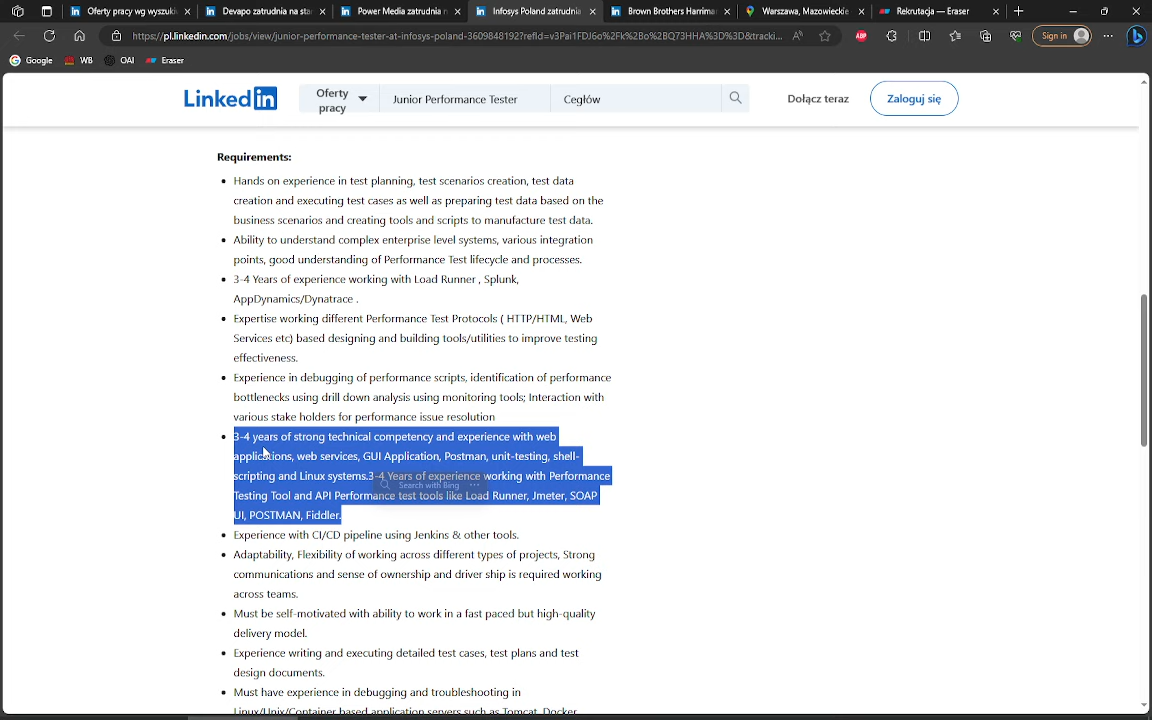 Oferty pracy wg wyszuki
Devapo zatrudnia na sta
Power Media zatrudnia n
Infosys Poland zatrudnia
Brown Brothers Harrima
Warszawa, Mazowieckie
Rekrutacja — Eraser
https://pl.linkedin.com/jobs/view/junior-performance-tester-at-infosys-poland-3609848192?refId=v3Pai1FDJ6o%2Fk%2Bo%2BQ73HHA%3D%3D&tracki...
Sign in
Google
WB
OAI
Eraser
Linked in
Oferty
pracy
Junior Performance Tester
Cegłów
Dołącz teraz
Zaloguj się
Requirements:
Hands on experience in test planning, test scenarios creation, test data
creation and executing test cases as well as preparing test data based on the
business scenarios and creating tools and scripts to manufacture test data.
Ability to understand complex enterprise level systems, various integration
points, good understanding of Performance Test lifecycle and processes.
3-4 Years of experience working with Load Runner , Splunk,
AppDynamics/Dynatrace .
Expertise working different Performance Test Protocols ( HTTP/HTML, Web
Services etc) based designing and building tools/utilities to improve testing
effectiveness.
Experience in debugging of performance scripts, identification of performance
bottlenecks using drill down analysis using monitoring tools; Interaction with
various stake holders for performance issue resolution
3-4 years of strong technical competency and experience with web
applications, web services, GUI Application, Postman, unit-testing, shell-
scripting and Linux systems.3-4 Years of experience working with Performance
Search with Bing
Testing Tool and API Performance test tools like Load Runner, Jmeter, SOAP
UI, POSTMAN, Fiddler.
Experience with CI/CD pipeline using Jenkins & other tools.
Adaptability, Flexibility of working across different types of projects, Strong
communications and sense of ownership and driver ship is required working
across teams.
Must be self-motivated with ability to work in a fast paced but high-quality
delivery model.
Experience writing and executing detailed test cases, test plans and test
design documents.
Must have experience in debugging and troubleshooting in
Linux/Unix/Container based application servers such as Tomcat, Docker